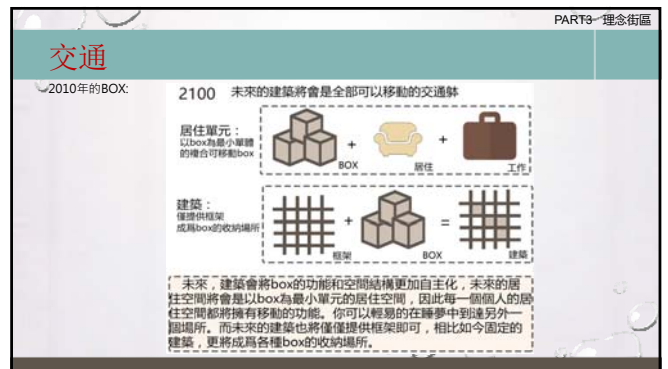 PART3- 理念街區
交通
2010年的BOX:
2100 未來的建築將會是全部可以移動的交通躰
居住單元：
以box為最小單體
的複合可移動box
+
+
BOX
居住
工作
建築：
僅提供框架
成爲box的收納場所
+
=
框架
BOX
建築
未來，建築會將box的功能和空間結構更加自主化，未來的居
住空間將會是以box為最小單元的居住空間，因此每一個個人的居
住空間都將擁有移動的功能。你可以輕易的在睡夢中到達另外一
個場所。而未來的建築也將僅僅提供框架即可，相比如今固定的
建築，更將成爲各種box的收納場所。